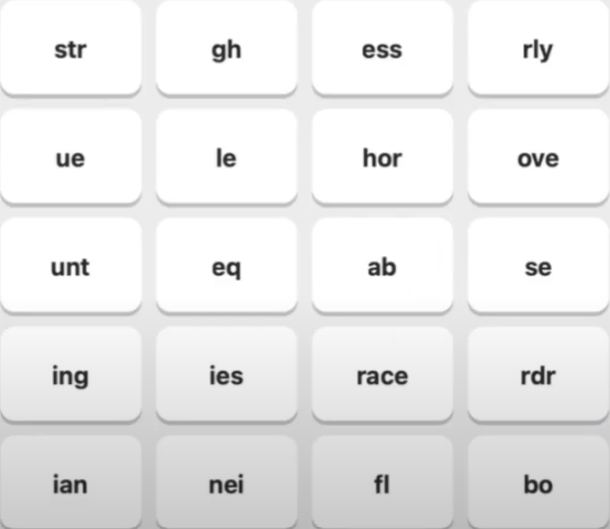 str gh ess rly
ue le hor ove
unt eq ab se
ing ies race rdr
ian nei fl bo